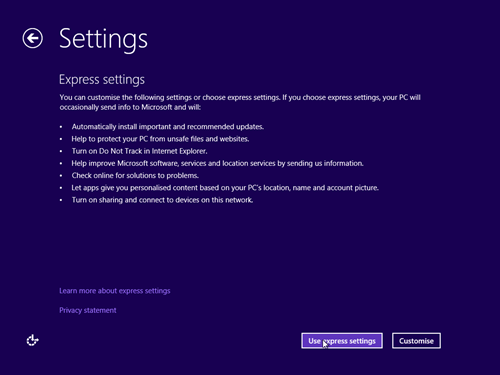 Settings
Express settings
You can customise the following settings or choose express settings. If you choose express settings, your PC will
occasionally send info to Microsoft and will:
• Automatically install important and recommended updates.
• Help to protect your PC from unsafe files and websites.
• Turn on Do Not Track in Internet Explorer.
• Help improve Microsoft software, services and location services by sending us information.
• Check online for solutions to problems.
• Let apps give you personalised content based on your PC's location, name and account picture.
• Turn on sharing and connect to devices on this network.
Learn more about express settings
Privacy statement
Use express settings
Customise